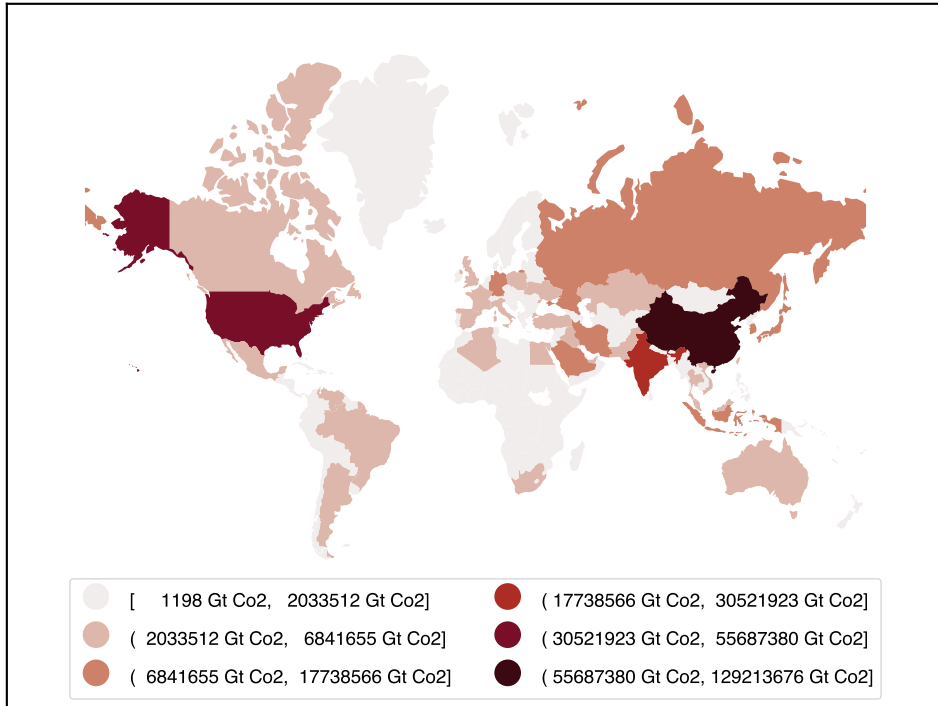 [ 1198 Gt Co2, 2033512 Gt Co2]
( 2033512 Gt Co2, 6841655 Gt Co2]
( 6841655 Gt Co2, 17738566 Gt Co2]
( 17738566 Gt Co2, 30521923 Gt Co2]
(30521923 Gt Co2, 55687380 Gt Co2]
(55687380 Gt Co2, 129213676 Gt Co2]